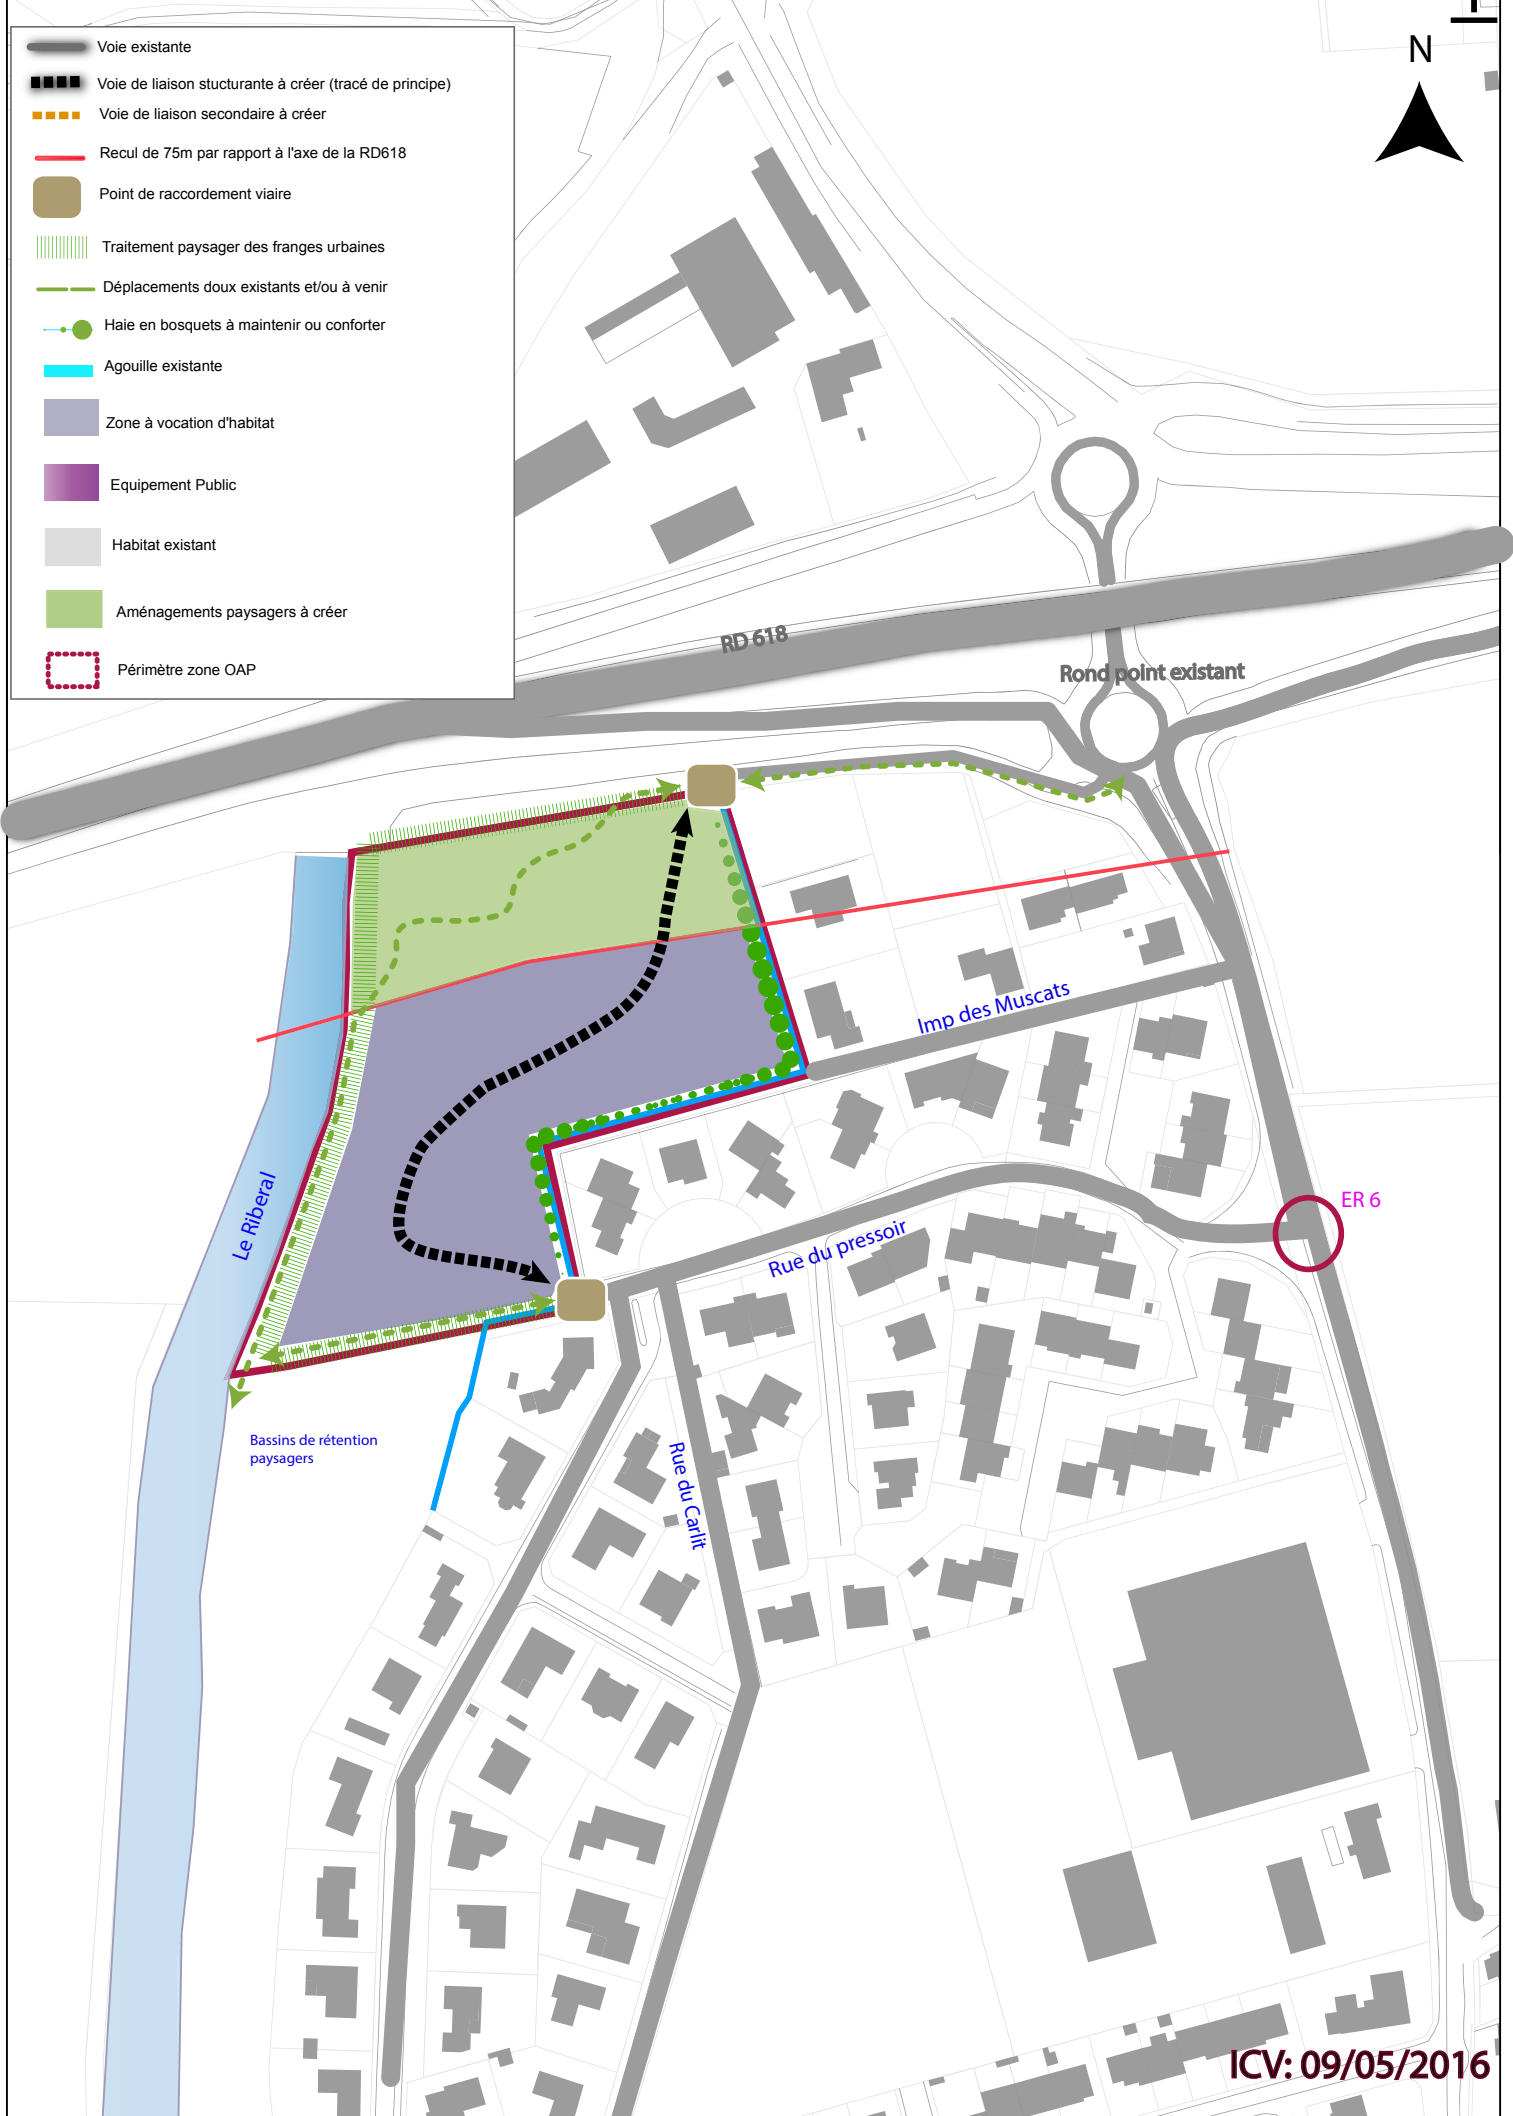 Voie existante
Voie de liaison stucturante à créer (tracé de principe)
Voie de liaison secondaire à créer
Recul de 75m par rapport à l'axe de la RD618
Point de raccordement viaire
Traitement paysager des franges urbaines
Déplacements doux existants et/ou à venir
Haie en bosquets à maintenir ou conforter
Agouille existante
Zone à vocation d'habitat
Equipement Public
Habitat existant
Aménagements paysagers à créer
Périmètre zone OAP
N
RD 618
Rond point existant
Imp des Muscats
Le Riberal
ER 6
Rue du pressoir
Bassins de rétention
paysagers
Rue du Carlit
ICV: 09/05/2016